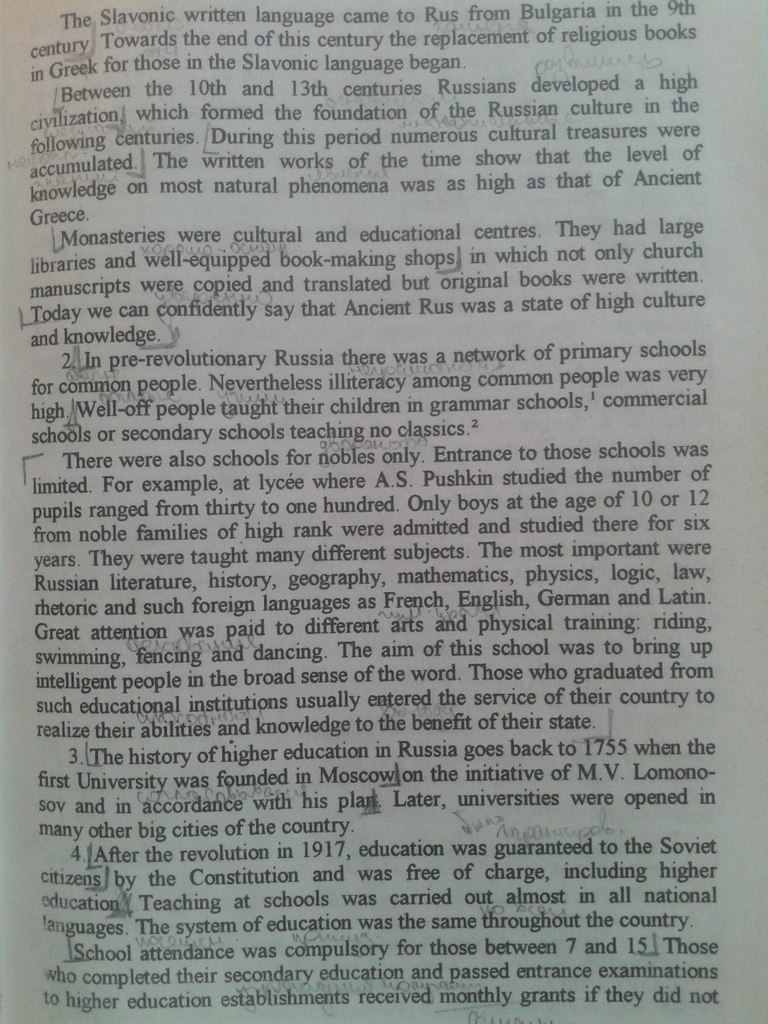 The Slavonic written language came to Rus from Bulgaria in the 9th
century. Towards the end of this century the replacement of religious books
in Greek for those in the Slavonic language began.
Between the 10th and 13th centuries Russians developed a high
civilization, which formed the foundation of the Russian culture in the
following centuries. During this period numerous cultural treasures were
accumulated. The written works of the time show that the level of
knowledge on most natural phenomena was as high as that of Ancient
Greece.
Monasteries were cultural and educational centres. They had large
libraries and well-equipped book-making shops, in which not only church
manuscripts were copied and translated but original books were written.
Today we can confidently say that Ancient Rus was a state of high culture
and knowledge.
2. In pre-revolutionary Russia there was a network of primary schools
for common people. Nevertheless illiteracy among common people was very
high. Well-off people taught their children in grammar schools,¹ commercial
schools or secondary schools teaching no classics.²
There were also schools for nobles only. Entrance to those schools was
limited. For example, at lycée where A.S. Pushkin studied the number of
pupils ranged from thirty to one hundred. Only boys at the age of 10 or 12
from noble families of high rank were admitted and studied there for six
years. They were taught many different subjects. The most important were
Russian literature, history, geography, mathematics, physics, logic, law,
rhetoric and such foreign languages as French, English, German and Latin.
Great attention was paid to different arts and physical training: riding,
swimming, fencing and dancing. The aim of this school was to bring up
intelligent people in the broad sense of the word. Those who graduated from
such educational institutions usually entered the service of their country to
realize their abilities and knowledge to the benefit of their state.
3. The history of higher education in Russia goes back to 1755 when the
first University was founded in Moscow on the initiative of M.V. Lomono-
sov and in accordance with his plan. Later, universities were opened in
many other big cities of the country.
4. After the revolution in 1917, education was guaranteed to the Soviet
citizens by the Constitution and was free of charge, including higher
education. Teaching at schools was carried out almost in all national
languages. The system of education was the same throughout the country.
School attendance was compulsory for those between 7 and 15. Those
who completed their secondary education and passed entrance examinations
to higher education establishments received monthly grants if they did not